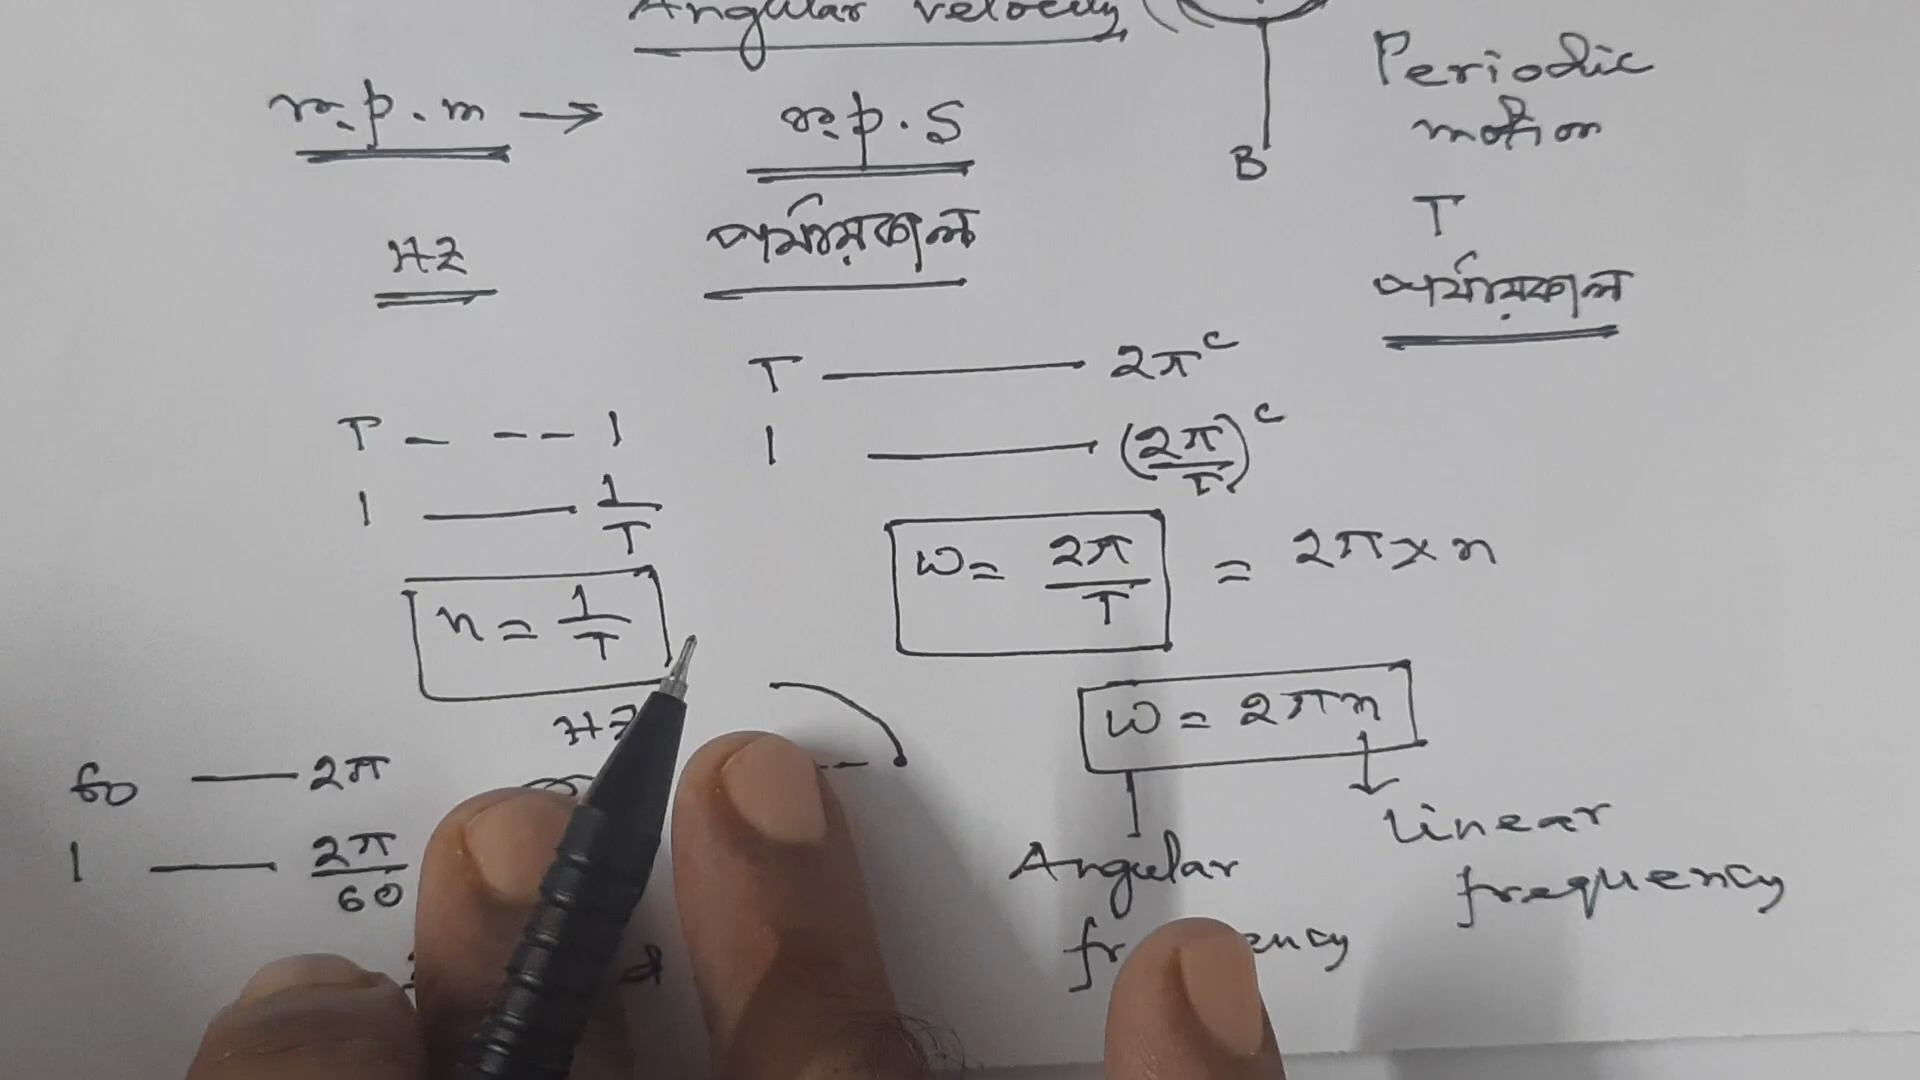 Angular velocity
r.p.m → r.p.s
Hz পর্যায়কাল
B
Periodic
motion
T
পর্যায়কাল
T — 2π^c
1 — (2π/T)^c
T — -- 1
1 — 1/T
n = 1/T
Hz
ω = 2π/T = 2π×n
ω = 2πn
Angular
Linear
frequency
60 — 2π
1 — 2π/60